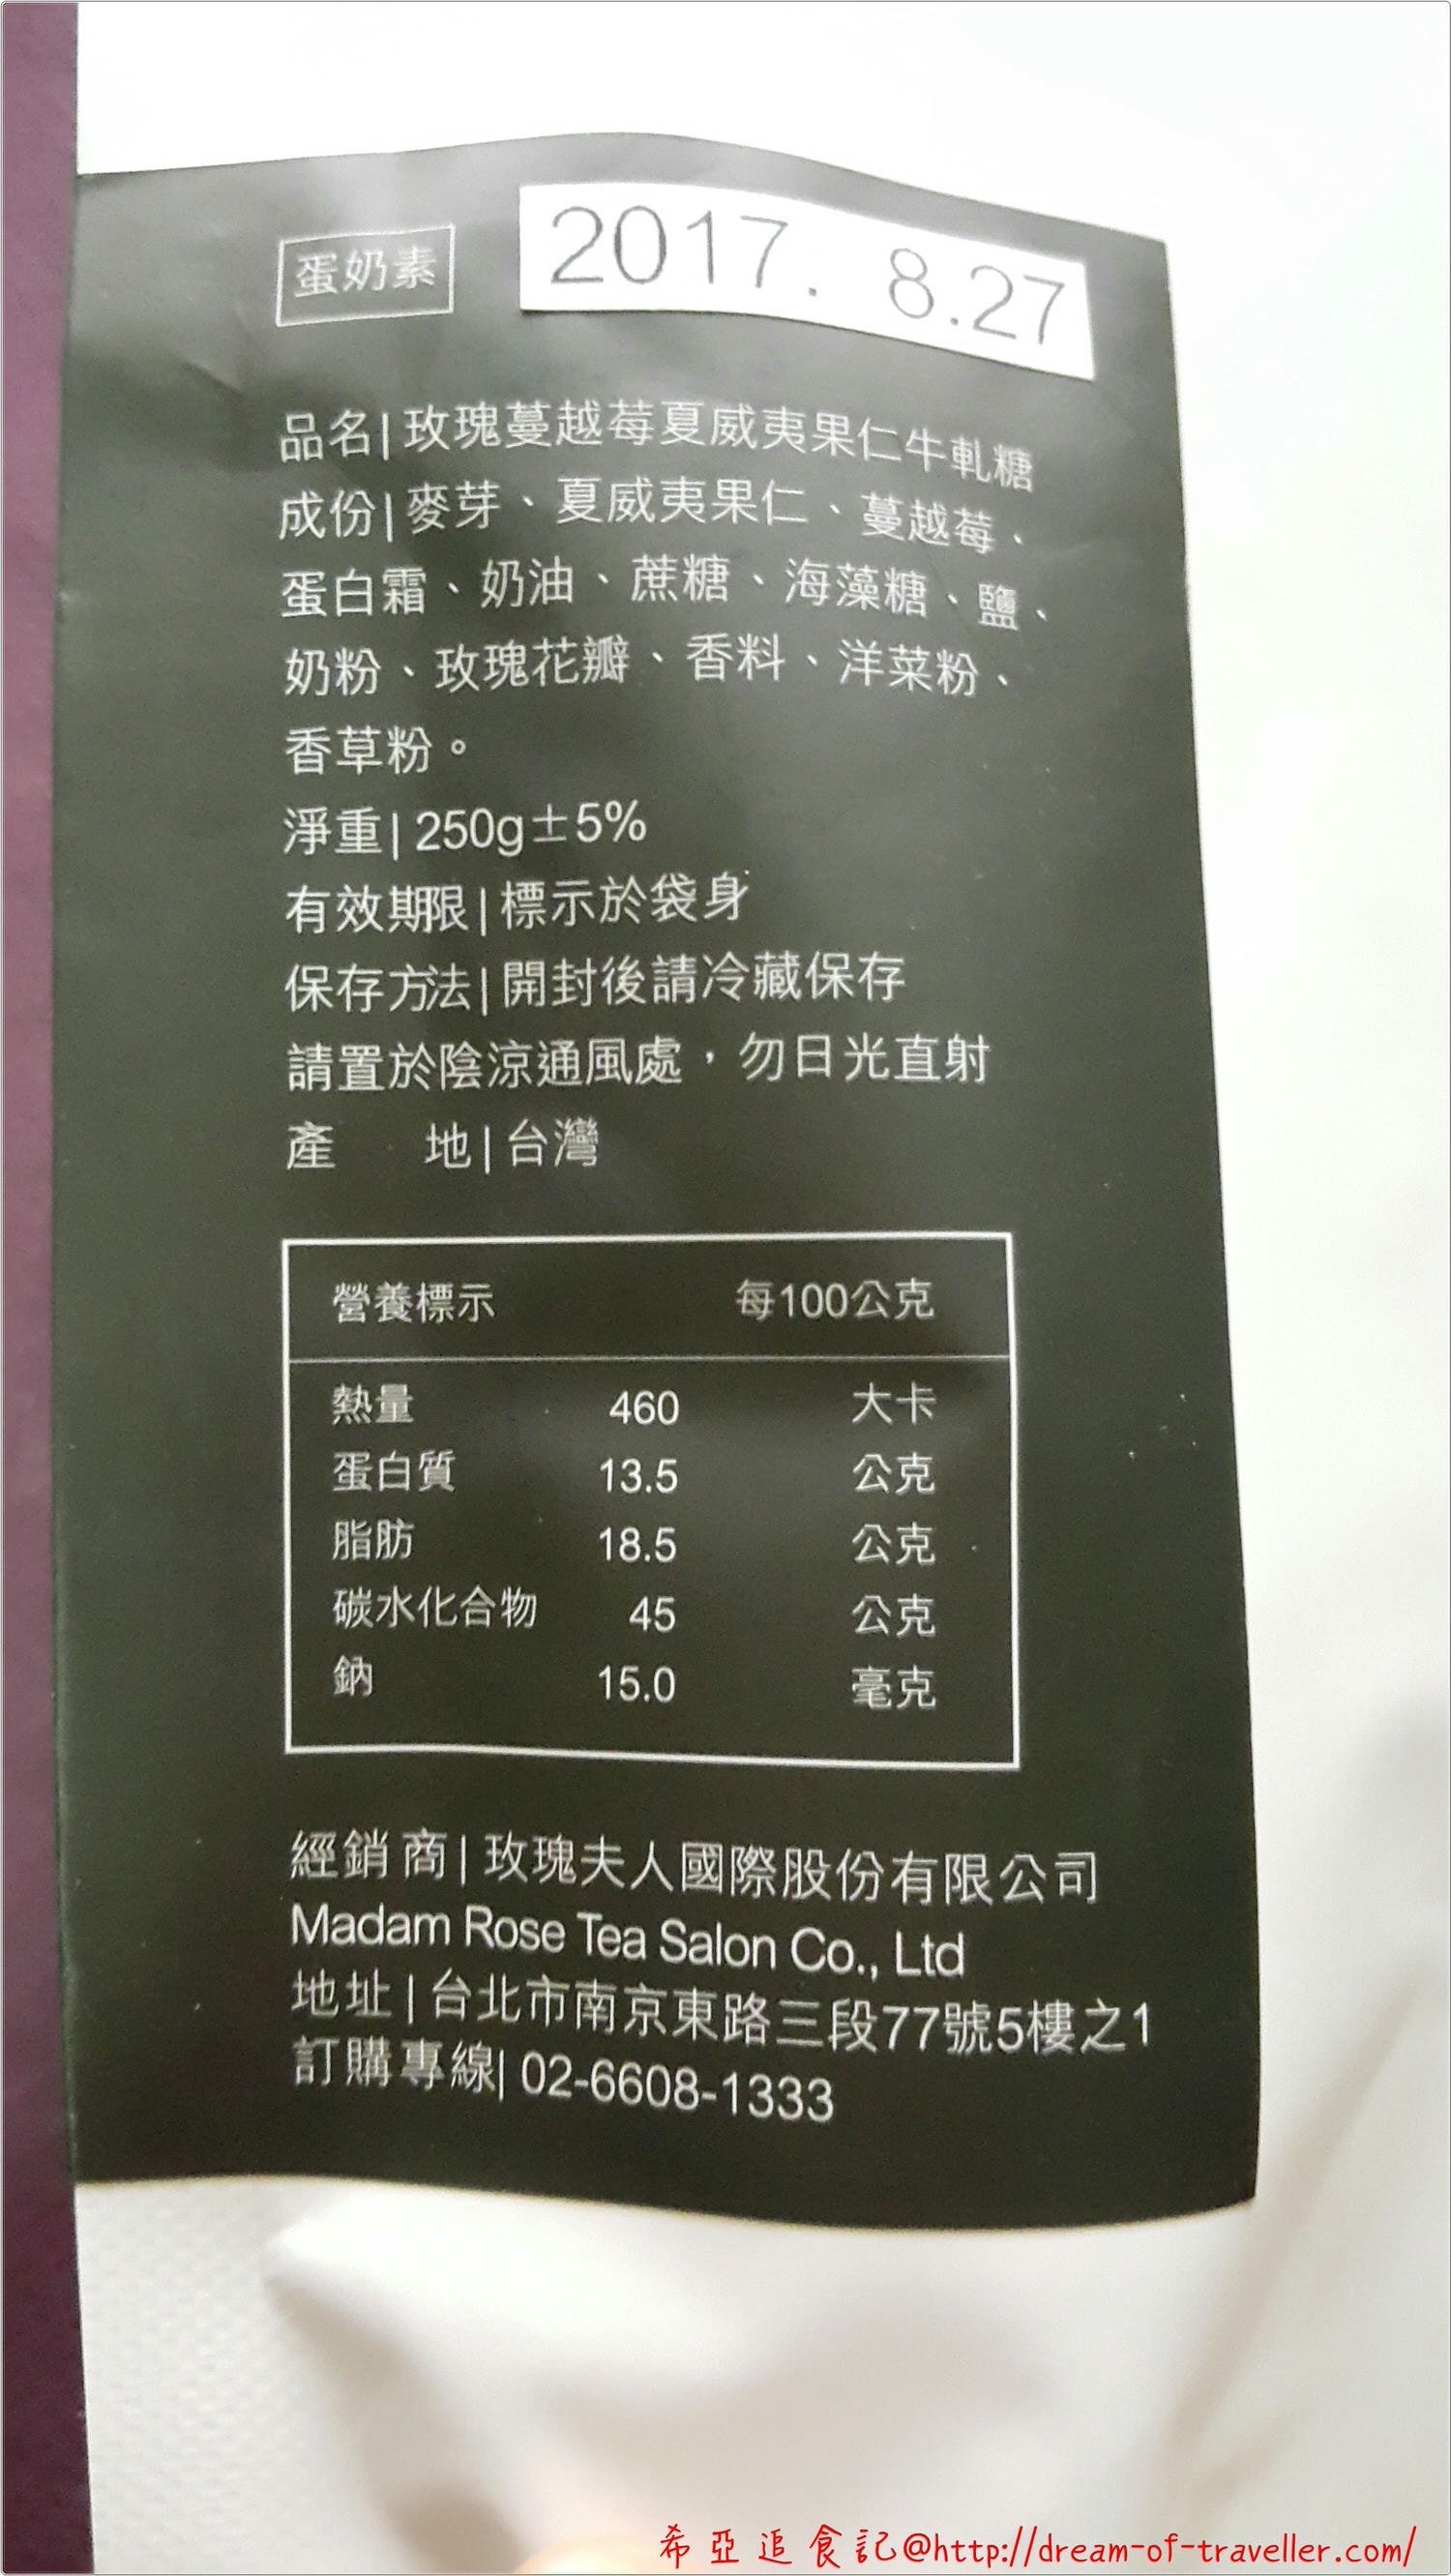 蛋奶素
2017. 8.27
品名|玫瑰蔓越莓夏威夷果仁牛軋糖
成份|麥芽、夏威夷果仁、蔓越莓、
蛋白霜、奶油、蔗糖、海藻糖、鹽、
奶粉、玫瑰花瓣、香料、洋菜粉、
香草粉。
淨重|250g±5%
有效期限|標示於袋身
保存方法|開封後請冷藏保存
請置於陰涼通風處，勿日光直射
產 地|台灣
營養標示 每100公克
熱量 460 大卡
蛋白質 13.5 公克
脂肪 18.5 公克
碳水化合物 45 公克
鈉 15.0 毫克
經銷商|玫瑰夫人國際股份有限公司
Madam Rose Tea Salon Co., Ltd
地址|台北市南京東路三段77號5樓之1
訂購專線|02-6608-1333
希亞追食記@http://dream-of-traveller.com/